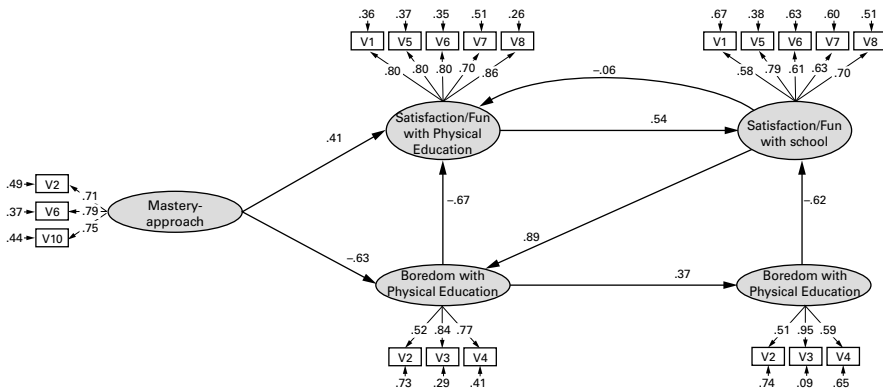 .36 .37 .35 .51 .26
V1 V5 V6 V7 V8
.80 .80 .80 .70 .86
.67 .38 .63 .60 .51
V1 V5 V6 V7 V8
.58 .79 .61 .63 .70
–.06
Satisfaction/Fun
with Physical
Education
.54
Satisfaction/Fun
with school
.41
.49 V2 .71
.37 V6 .79
.44 V10 .75
Mastery-
approach
–.67
–.62
.89
–.63
Boredom with
Physical Education
.37
Boredom with
Physical Education
.52 .84 .77
V2 V3 V4
.73 .29 .41
.51 .95 .59
V2 V3 V4
.74 .09 .65